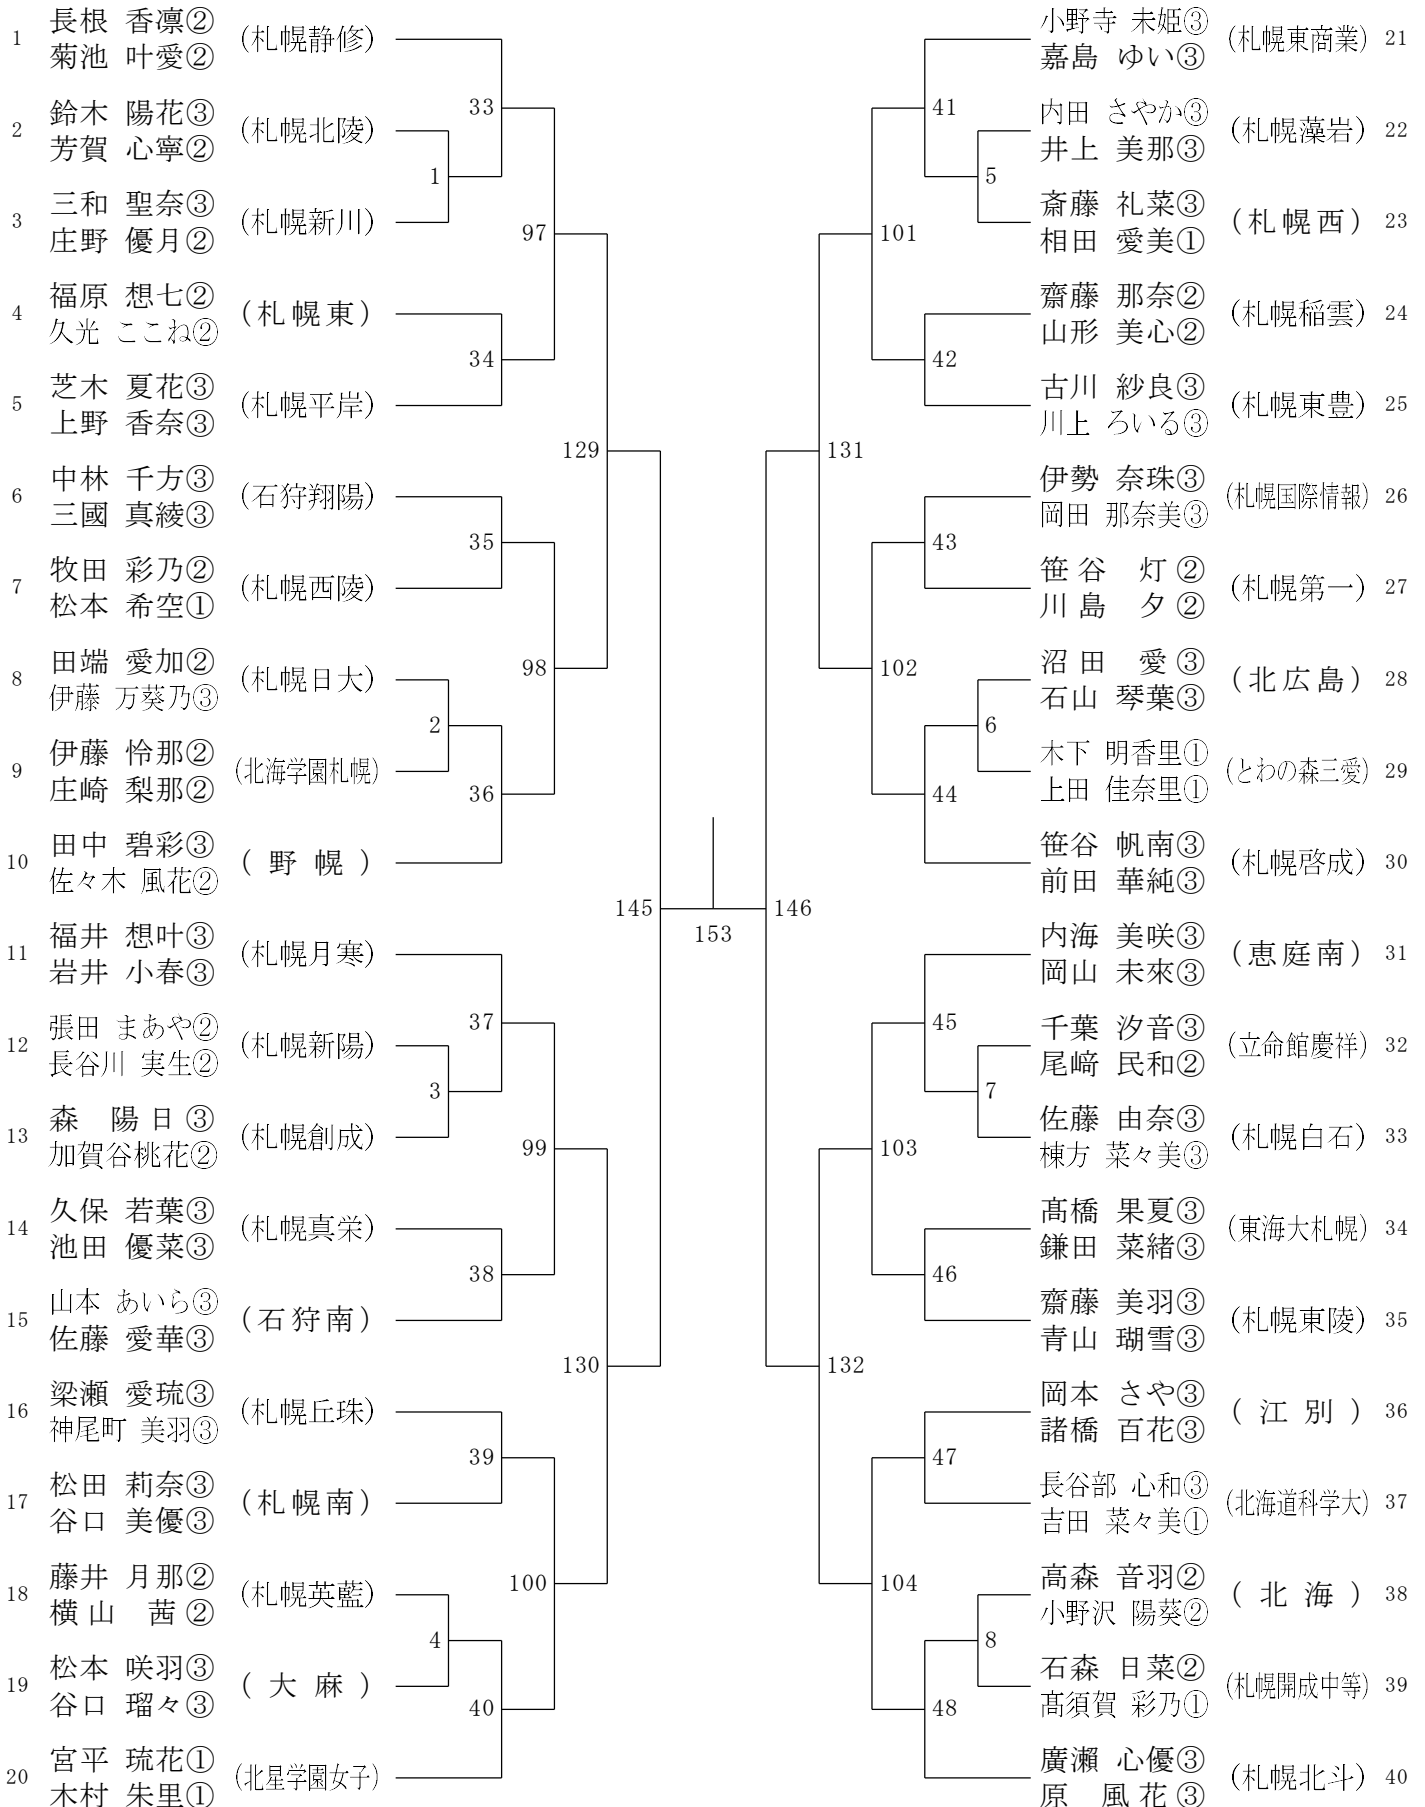 1 長根 香凛② (札幌静修)
菊池 叶愛②
2 鈴木 陽花③ (札幌北陵)
芳賀 心寧②
3 三和 聖奈③ (札幌新川)
庄野 優月②
4 福原 想七② (札幌東)
久光 ここね②
5 芝木 夏花③ (札幌平岸)
上野 香奈③
6 中林 千方③ (石狩翔陽)
三國 真綾③
7 牧田 彩乃② (札幌西陵)
松本 希空①
8 田端 愛加② (札幌日大)
伊藤 万葵乃③
9 伊藤 怜那② (北海学園札幌)
庄崎 梨那②
10 田中 碧彩③ (野幌)
佐々木 風花②
11 福井 想叶③ (札幌月寒)
岩井 小春③
12 張田 まあや② (札幌新陽)
長谷川 実生②
13 森 陽日③ (札幌創成)
加賀谷桃花②
14 久保 若葉③ (札幌真栄)
池田 優菜③
15 山本 あいら③ (石狩南)
佐藤 愛華③
16 梁瀬 愛琉③ (札幌丘珠)
神尾町 美羽③
17 松田 莉奈③ (札幌南)
谷口 美優③
18 藤井 月那② (札幌英藍)
横山 茜②
19 松本 咲羽③ (大麻)
谷口 瑠々③
20 宮平 琉花① (北星学園女子)
木村 朱里①
33
1
97
34
129
35
98
2
36
145
37
3
99
38
130
39
100
4
40
153
146
41
5
101
42
131
43
102
6
44
45
7
103
46
132
47
104
8
48
小野寺 未姫③ (札幌東商業) 21
嘉島 ゆい③
内田 さやか③ (札幌藻岩) 22
井上 美那③
斎藤 礼菜③ (札幌西) 23
相田 愛美①
齋藤 那奈② (札幌稲雲) 24
山形 美心②
古川 紗良③ (札幌東豊) 25
川上 ろいる③
伊勢 奈珠③ (札幌国際情報) 26
岡田 那奈美③
笹谷 灯② (札幌第一) 27
川島 夕②
沼田 愛③ (北広島) 28
石山 琴葉③
木下 明香里① (とわの森三愛) 29
上田 佳奈里①
笹谷 帆南③ (札幌啓成) 30
前田 華純③
内海 美咲③ (恵庭南) 31
岡山 未來③
千葉 汐音③ (立命館慶祥) 32
尾﨑 民和②
佐藤 由奈③ (札幌白石) 33
棟方 菜々美③
髙橋 果夏③ (東海大札幌) 34
鎌田 菜緒③
齋藤 美羽③ (札幌東陵) 35
青山 瑚雪③
岡本 さや③ (江別) 36
諸橋 百花③
長谷部 心和③ (北海道科学大) 37
吉田 菜々美①
高森 音羽② (北海) 38
小野沢 陽葵②
石森 日菜② (札幌開成中等) 39
髙須賀 彩乃①
廣瀬 心優③ (札幌北斗) 40
原 風花③